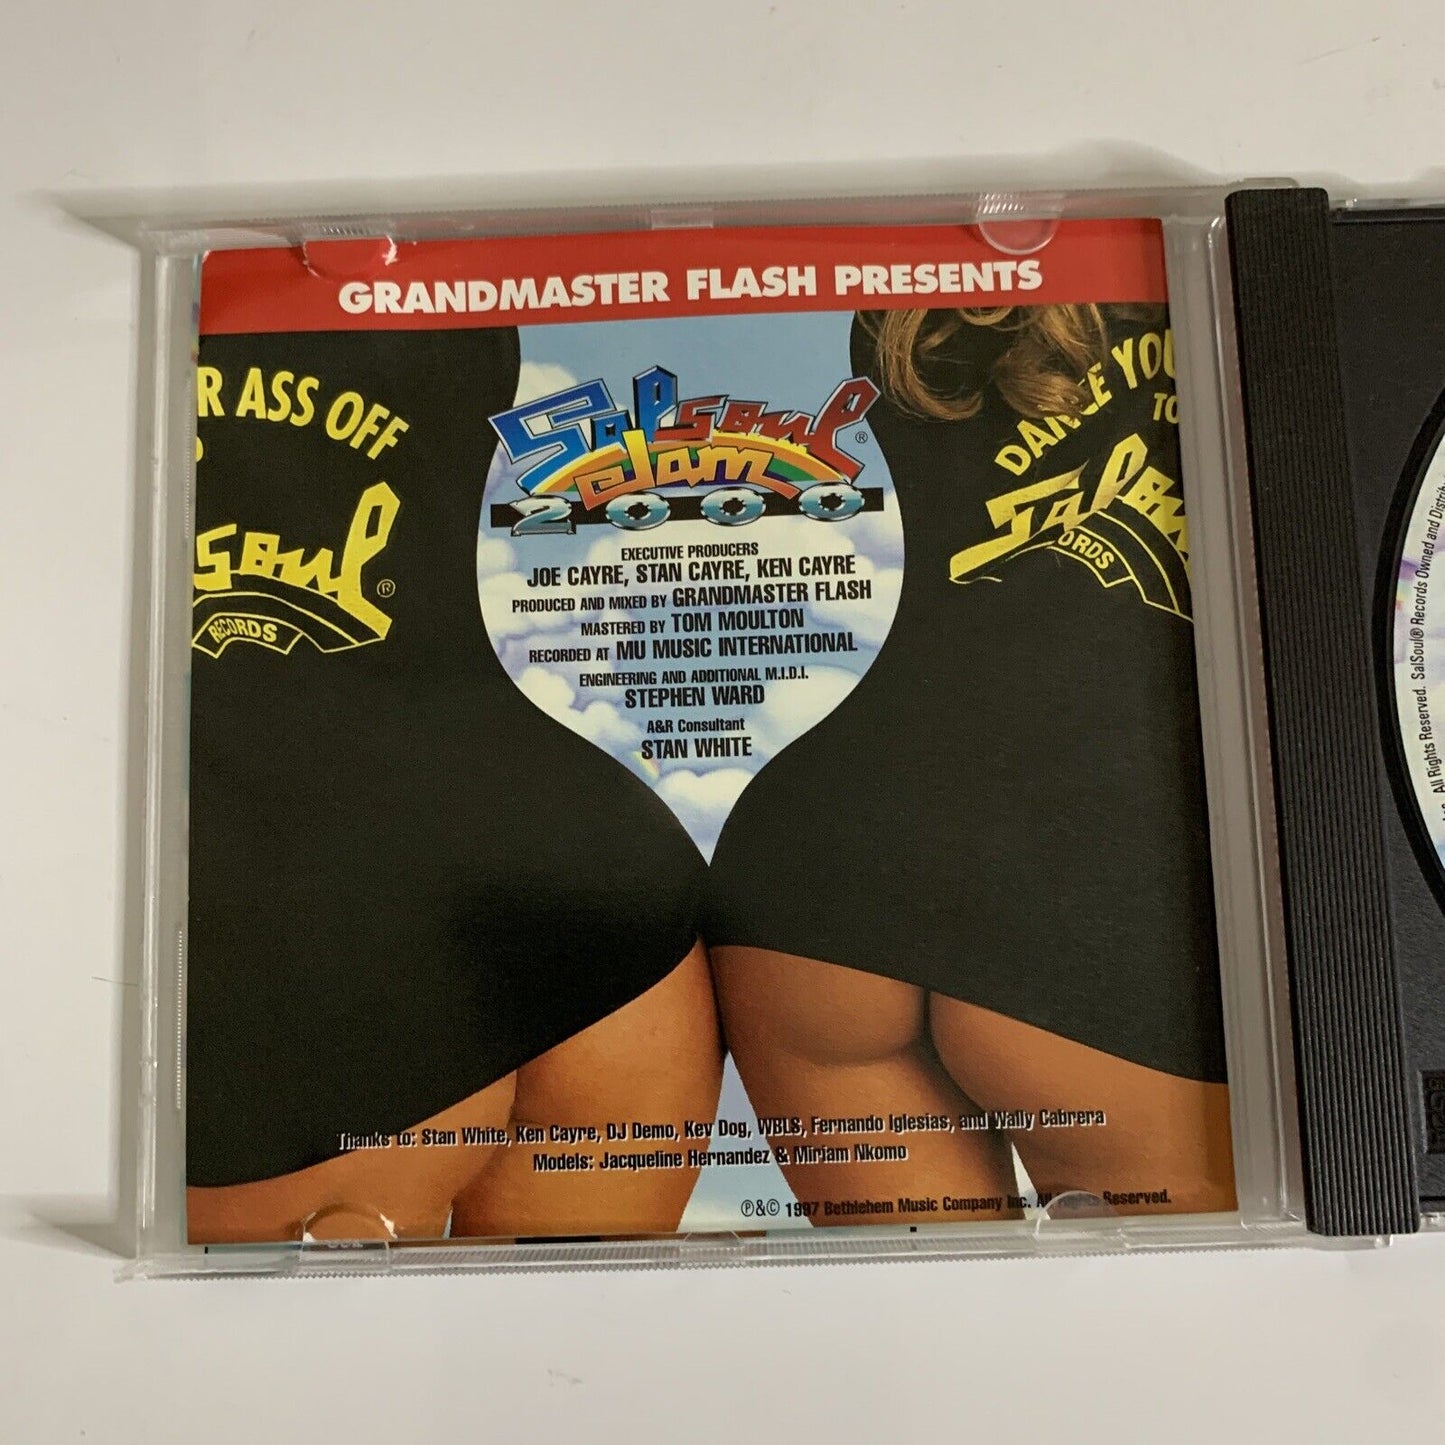 GRANDMASTER FLASH PRESENTS
R ASS OFF
Soul®
RECORDS
DANCE YOU
TO
Salsou
ORDS
Salsoul®
Jam
2000
EXECUTIVE PRODUCERS
JOE CAYRE, STAN CAYRE, KEN CAYRE
PRODUCED AND MIXED BY GRANDMASTER FLASH
MASTERED BY TOM MOULTON
RECORDED AT MU MUSIC INTERNATIONAL
ENGINEERING AND ADDITIONAL M.I.D.I.
STEPHEN WARD
A&R Consultant
STAN WHITE
Thanks to: Stan White, Ken Cayre, DJ Demo, Kev Dog, WBLS, Fernando Iglesias, and Wally Cabrera
Models: Jacqueline Hernandez & Miriam Nkomo
℗&© 1997 Bethlehem Music Company Inc. All Rights Reserved.
All Rights Reserved. SalSoul® Records Owned and Distrib